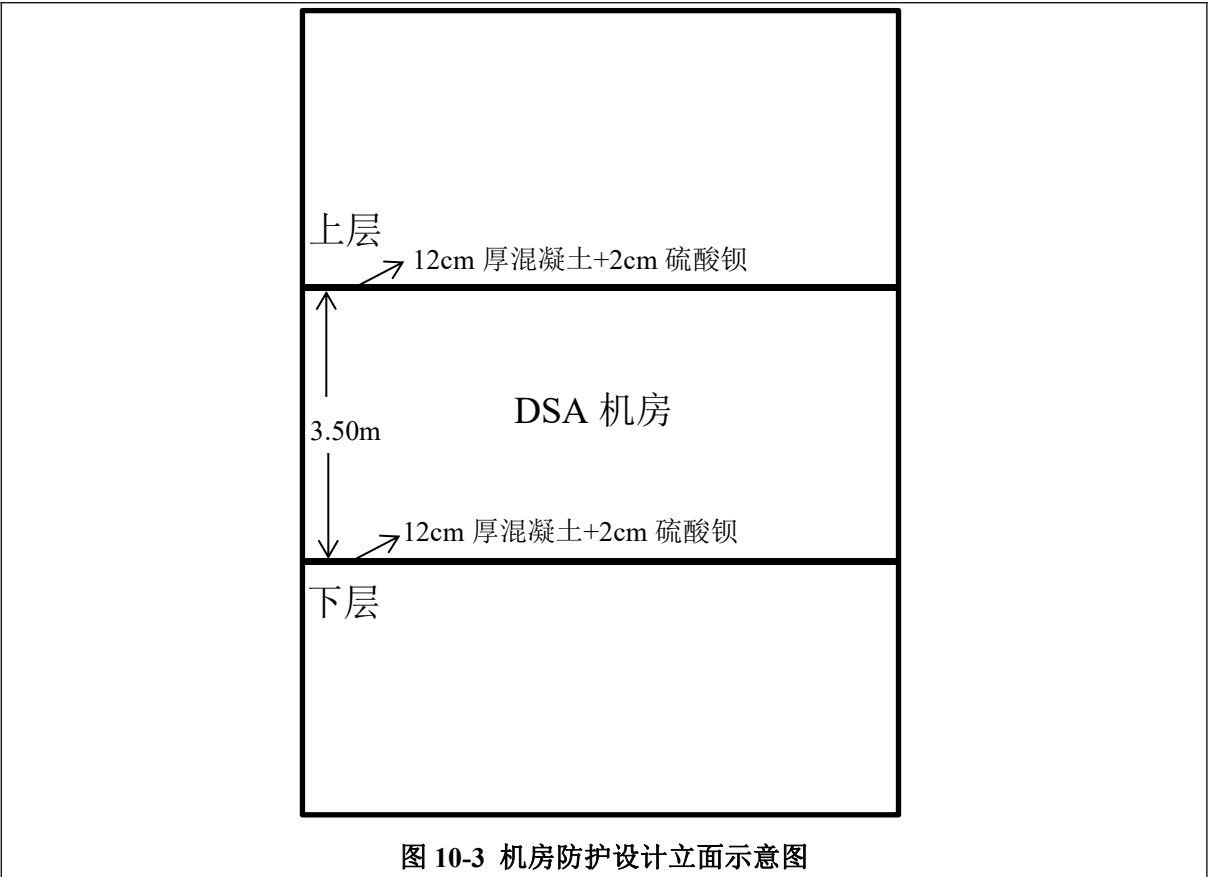 上层
12cm 厚混凝土+2cm 硫酸钡
DSA 机房
3.50m
12cm 厚混凝土+2cm 硫酸钡
下层
图 10-3 机房防护设计立面示意图